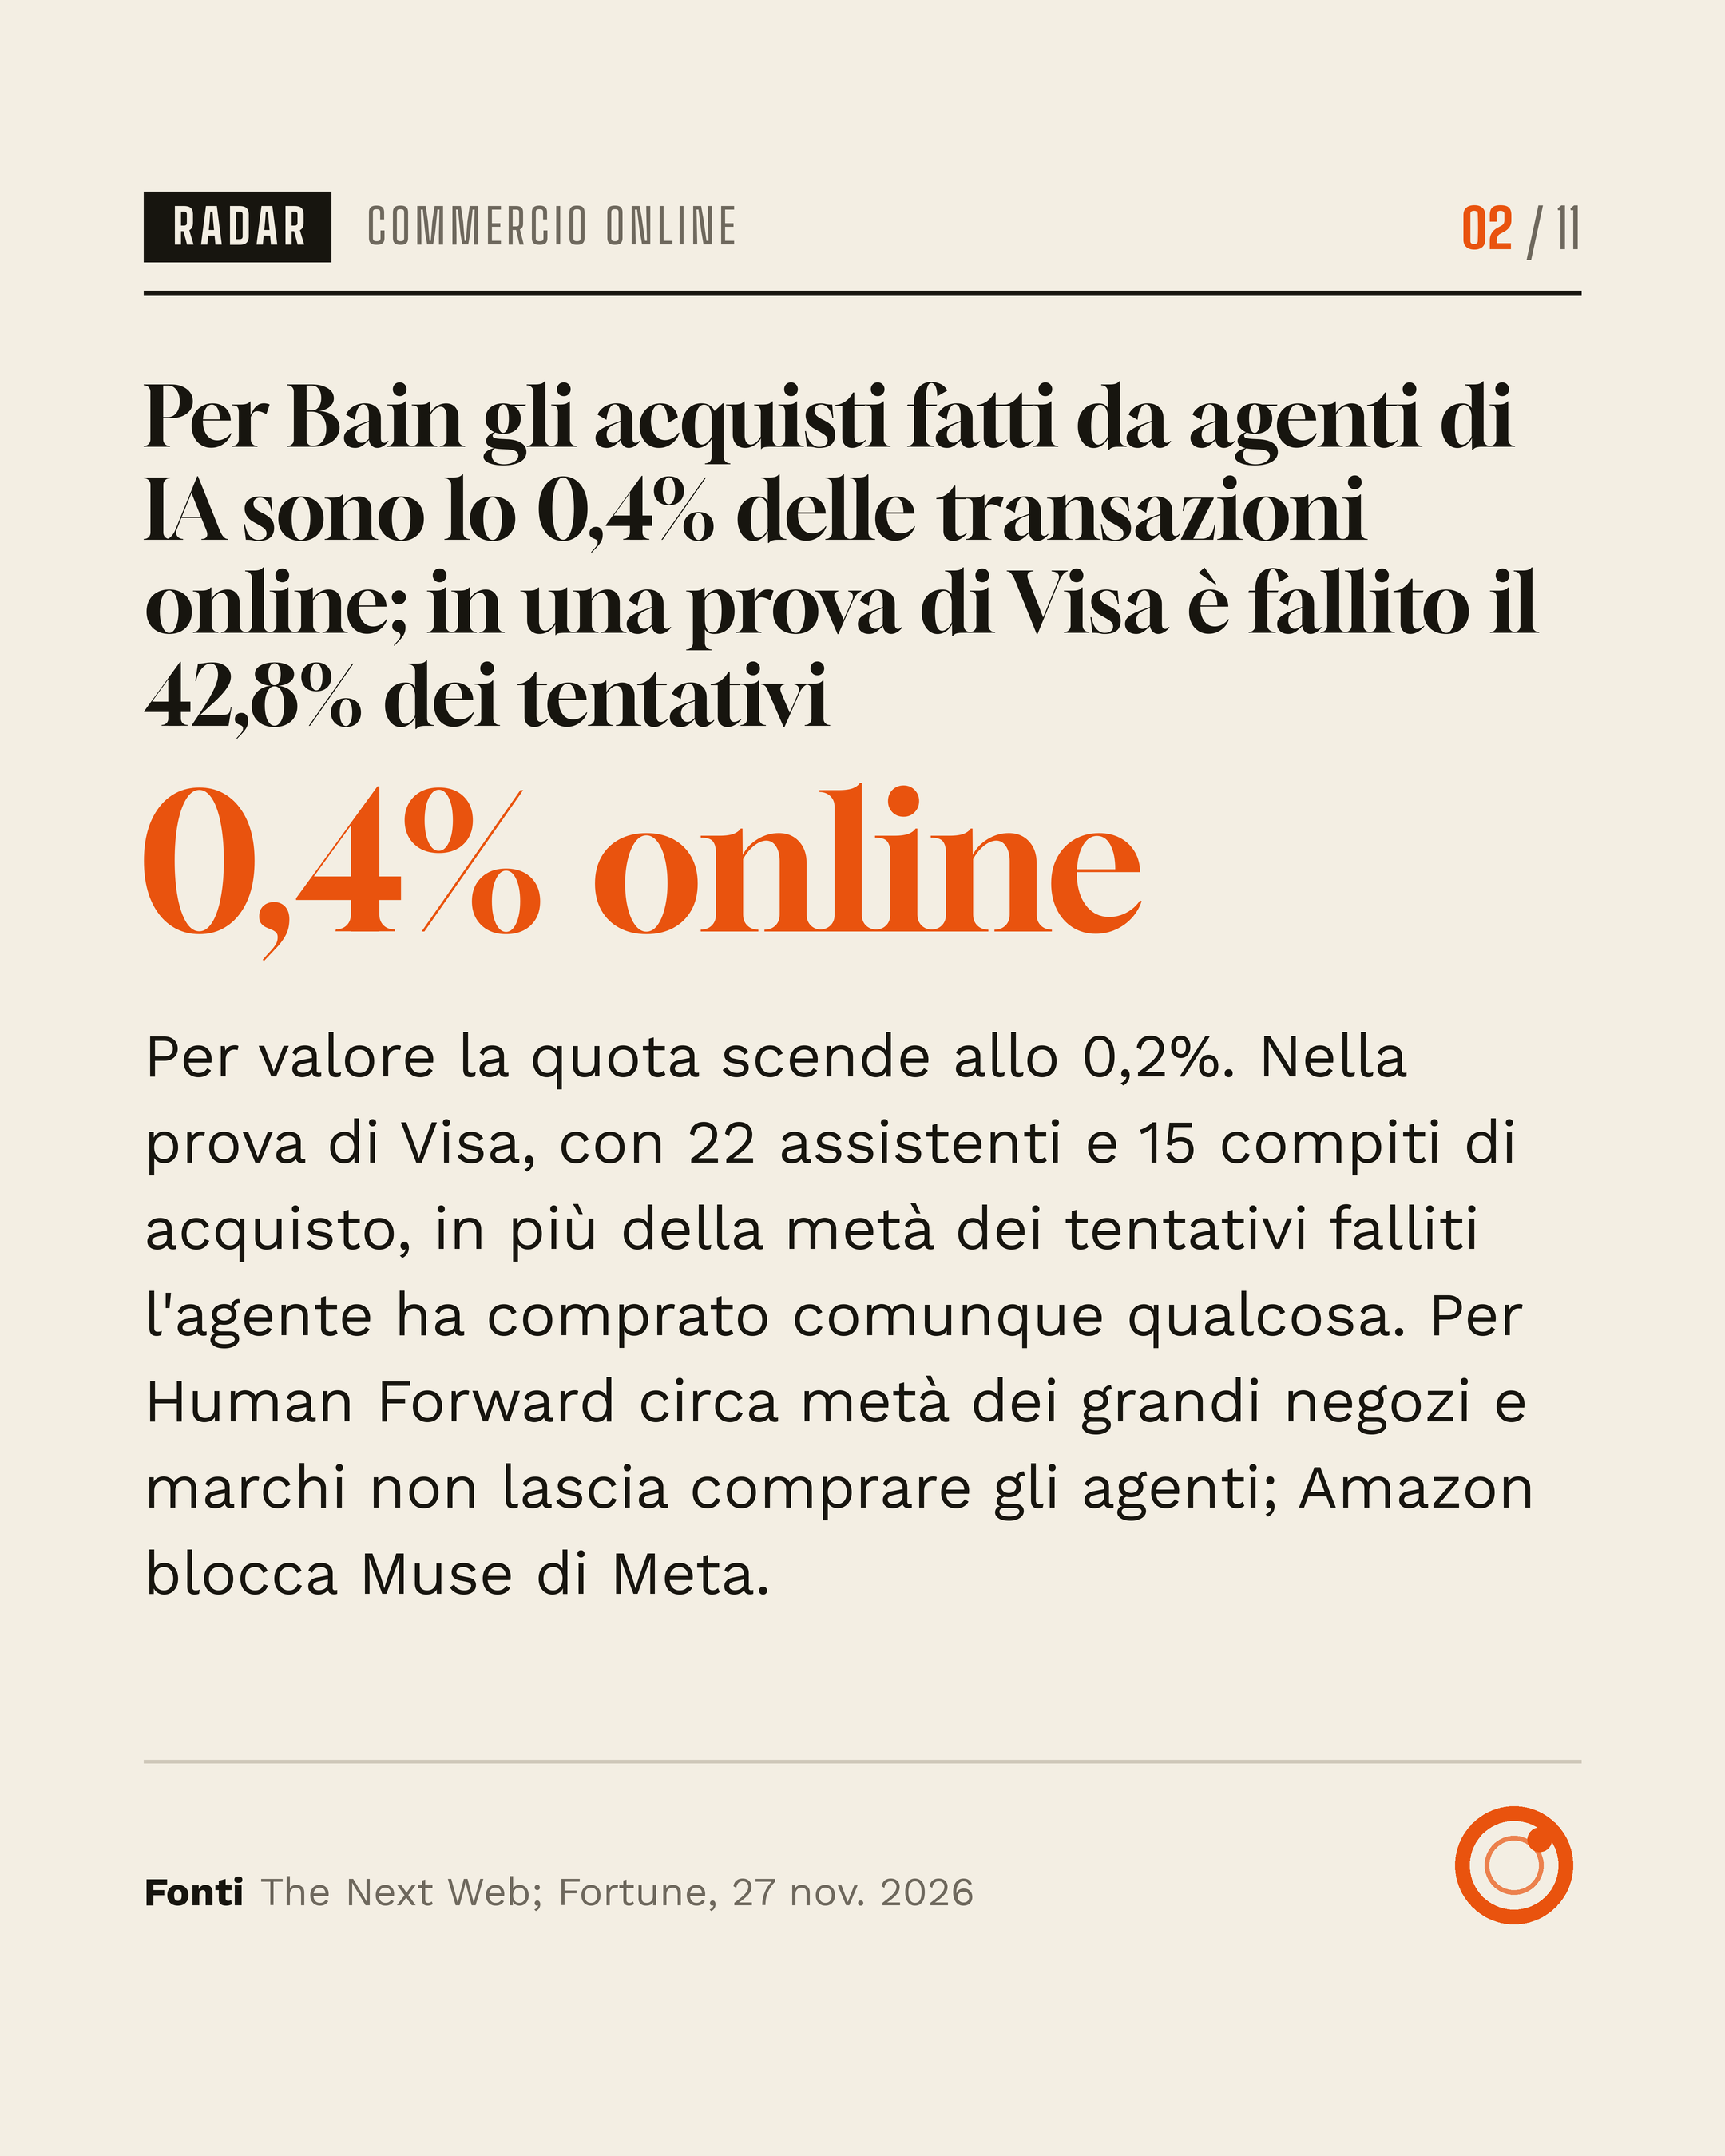 RADAR COMMERCIO ONLINE 02 / 11
Per Bain gli acquisti fatti da agenti di
IA sono lo 0,4% delle transazioni
online; in una prova di Visa è fallito il
42,8% dei tentativi
0,4% online
Per valore la quota scende allo 0,2%. Nella
prova di Visa, con 22 assistenti e 15 compiti di
acquisto, in più della metà dei tentativi falliti
l'agente ha comprato comunque qualcosa. Per
Human Forward circa metà dei grandi negozi e
marchi non lascia comprare gli agenti; Amazon
blocca Muse di Meta.
Fonti The Next Web; Fortune, 27 nov. 2026